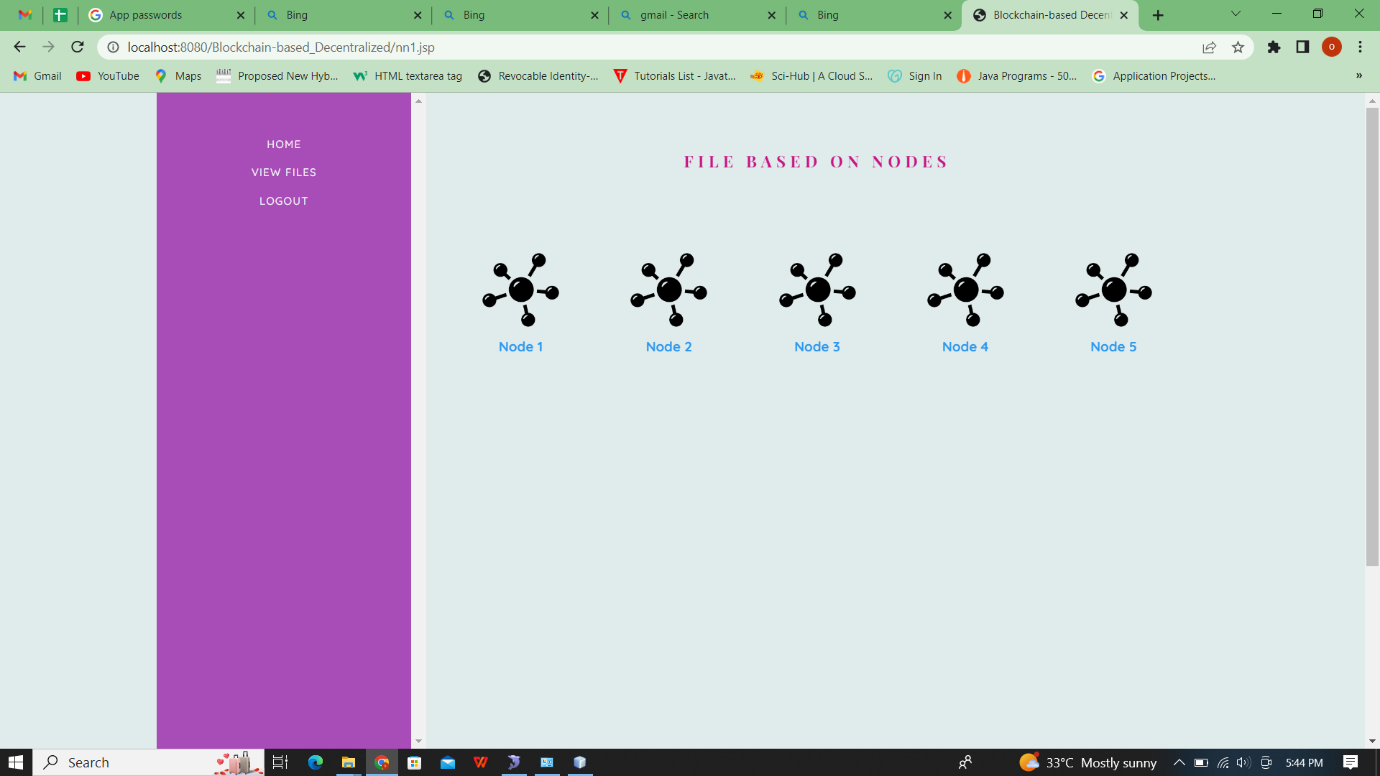 App passwords
Bing
Bing
gmail - Search
Bing
Blockchain-based Decen
localhost:8080/Blockchain-based_Decentralized/nn1.jsp
O
Gmail
YouTube
Maps
Proposed New Hyb...
HTML textarea tag
Revocable Identity-...
Tutorials List - Javat...
Sci-Hub | A Cloud S...
Sign In
Java Programs - 50...
Application Projects...
»
HOME
VIEW FILES
LOGOUT
FILE BASED ON NODES
Node 1
Node 2
Node 3
Node 4
Node 5
Search
33°C Mostly sunny
5:44 PM